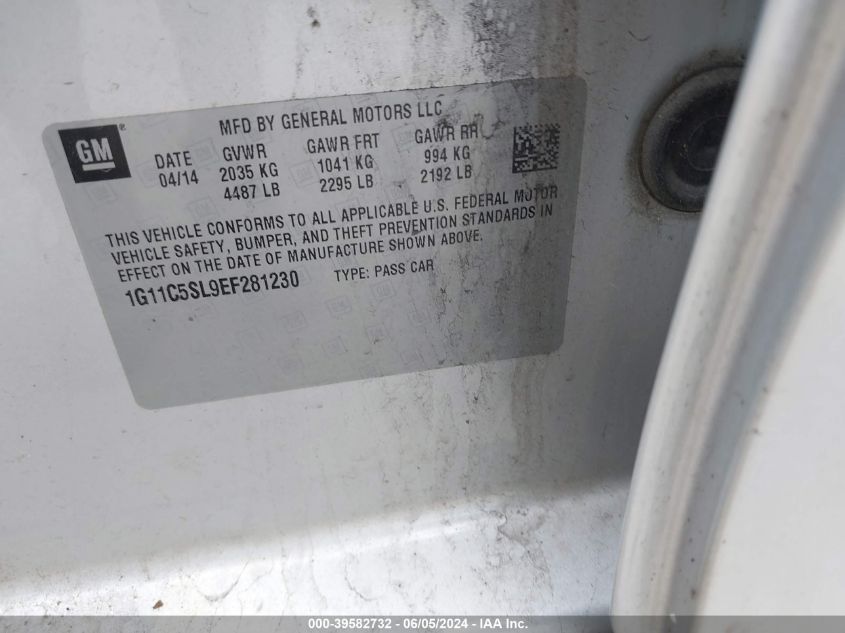 MFD BY GENERAL MOTORS LLC
GM®
DATE GVWR GAWR FRT GAWR RR
04/14 2035 KG 1041 KG 994 KG
4487 LB 2295 LB 2192 LB
THIS VEHICLE CONFORMS TO ALL APPLICABLE U.S. FEDERAL MOTOR
VEHICLE SAFETY, BUMPER, AND THEFT PREVENTION STANDARDS IN
EFFECT ON THE DATE OF MANUFACTURE SHOWN ABOVE.
1G11C5SL9EF281230 TYPE: PASS CAR
000-39582732 - 06/05/2024 - IAA Inc.